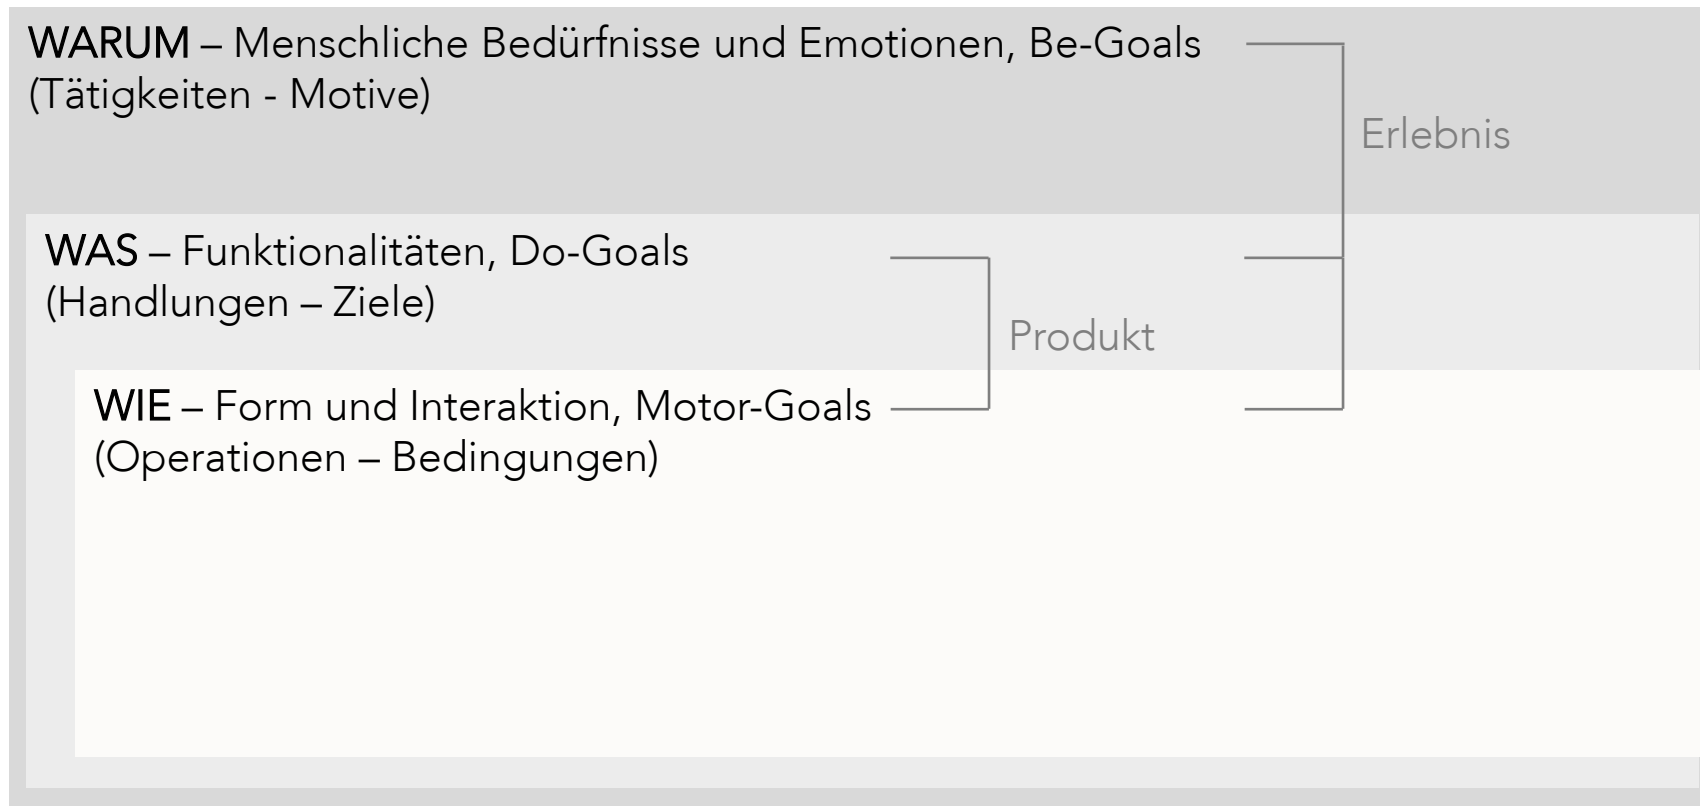 WARUM – Menschliche Bedürfnisse und Emotionen, Be-Goals
(Tätigkeiten - Motive)
Erlebnis
WAS – Funktionalitäten, Do-Goals
(Handlungen – Ziele)
Produkt
WIE – Form und Interaktion, Motor-Goals
(Operationen – Bedingungen)